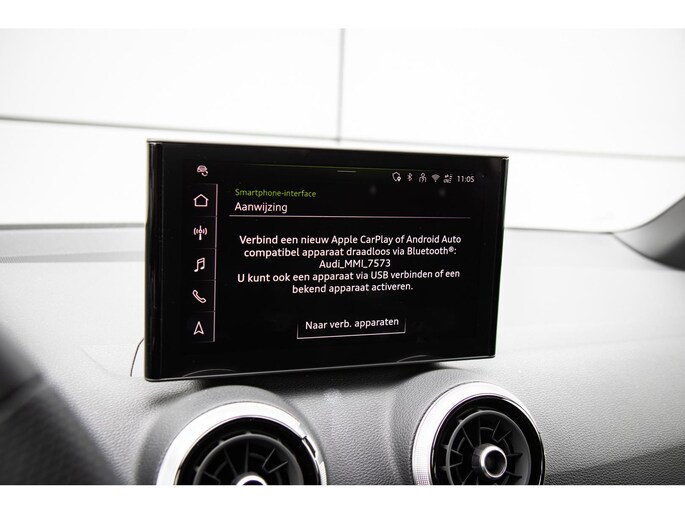 11:05
Smartphone-interface
Aanwijzing
Verbind een nieuw Apple CarPlay of Android Auto
compatibel apparaat draadloos via Bluetooth®:
Audi_MMI_7573
U kunt ook een apparaat via USB verbinden of een
bekend apparaat activeren.
Naar verb. apparaten